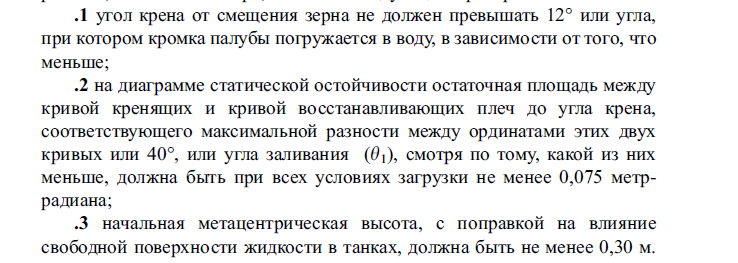 .1 угол крена от смещения зерна не должен превышать 12° или угла,
при котором кромка палубы погружается в воду, в зависимости от того, что
меньше;
.2 на диаграмме статической остойчивости остаточная площадь между
кривой кренящих и кривой восстанавливающих плеч до угла крена,
соответствующего максимальной разности между ординатами этих двух
кривых или 40°, или угла заливания (θ₁), смотря по тому, какой из них
меньше, должна быть при всех условиях загрузки не менее 0,075 метр-
радиана;
.3 начальная метацентрическая высота, с поправкой на влияние
свободной поверхности жидкости в танках, должна быть не менее 0,30 м.